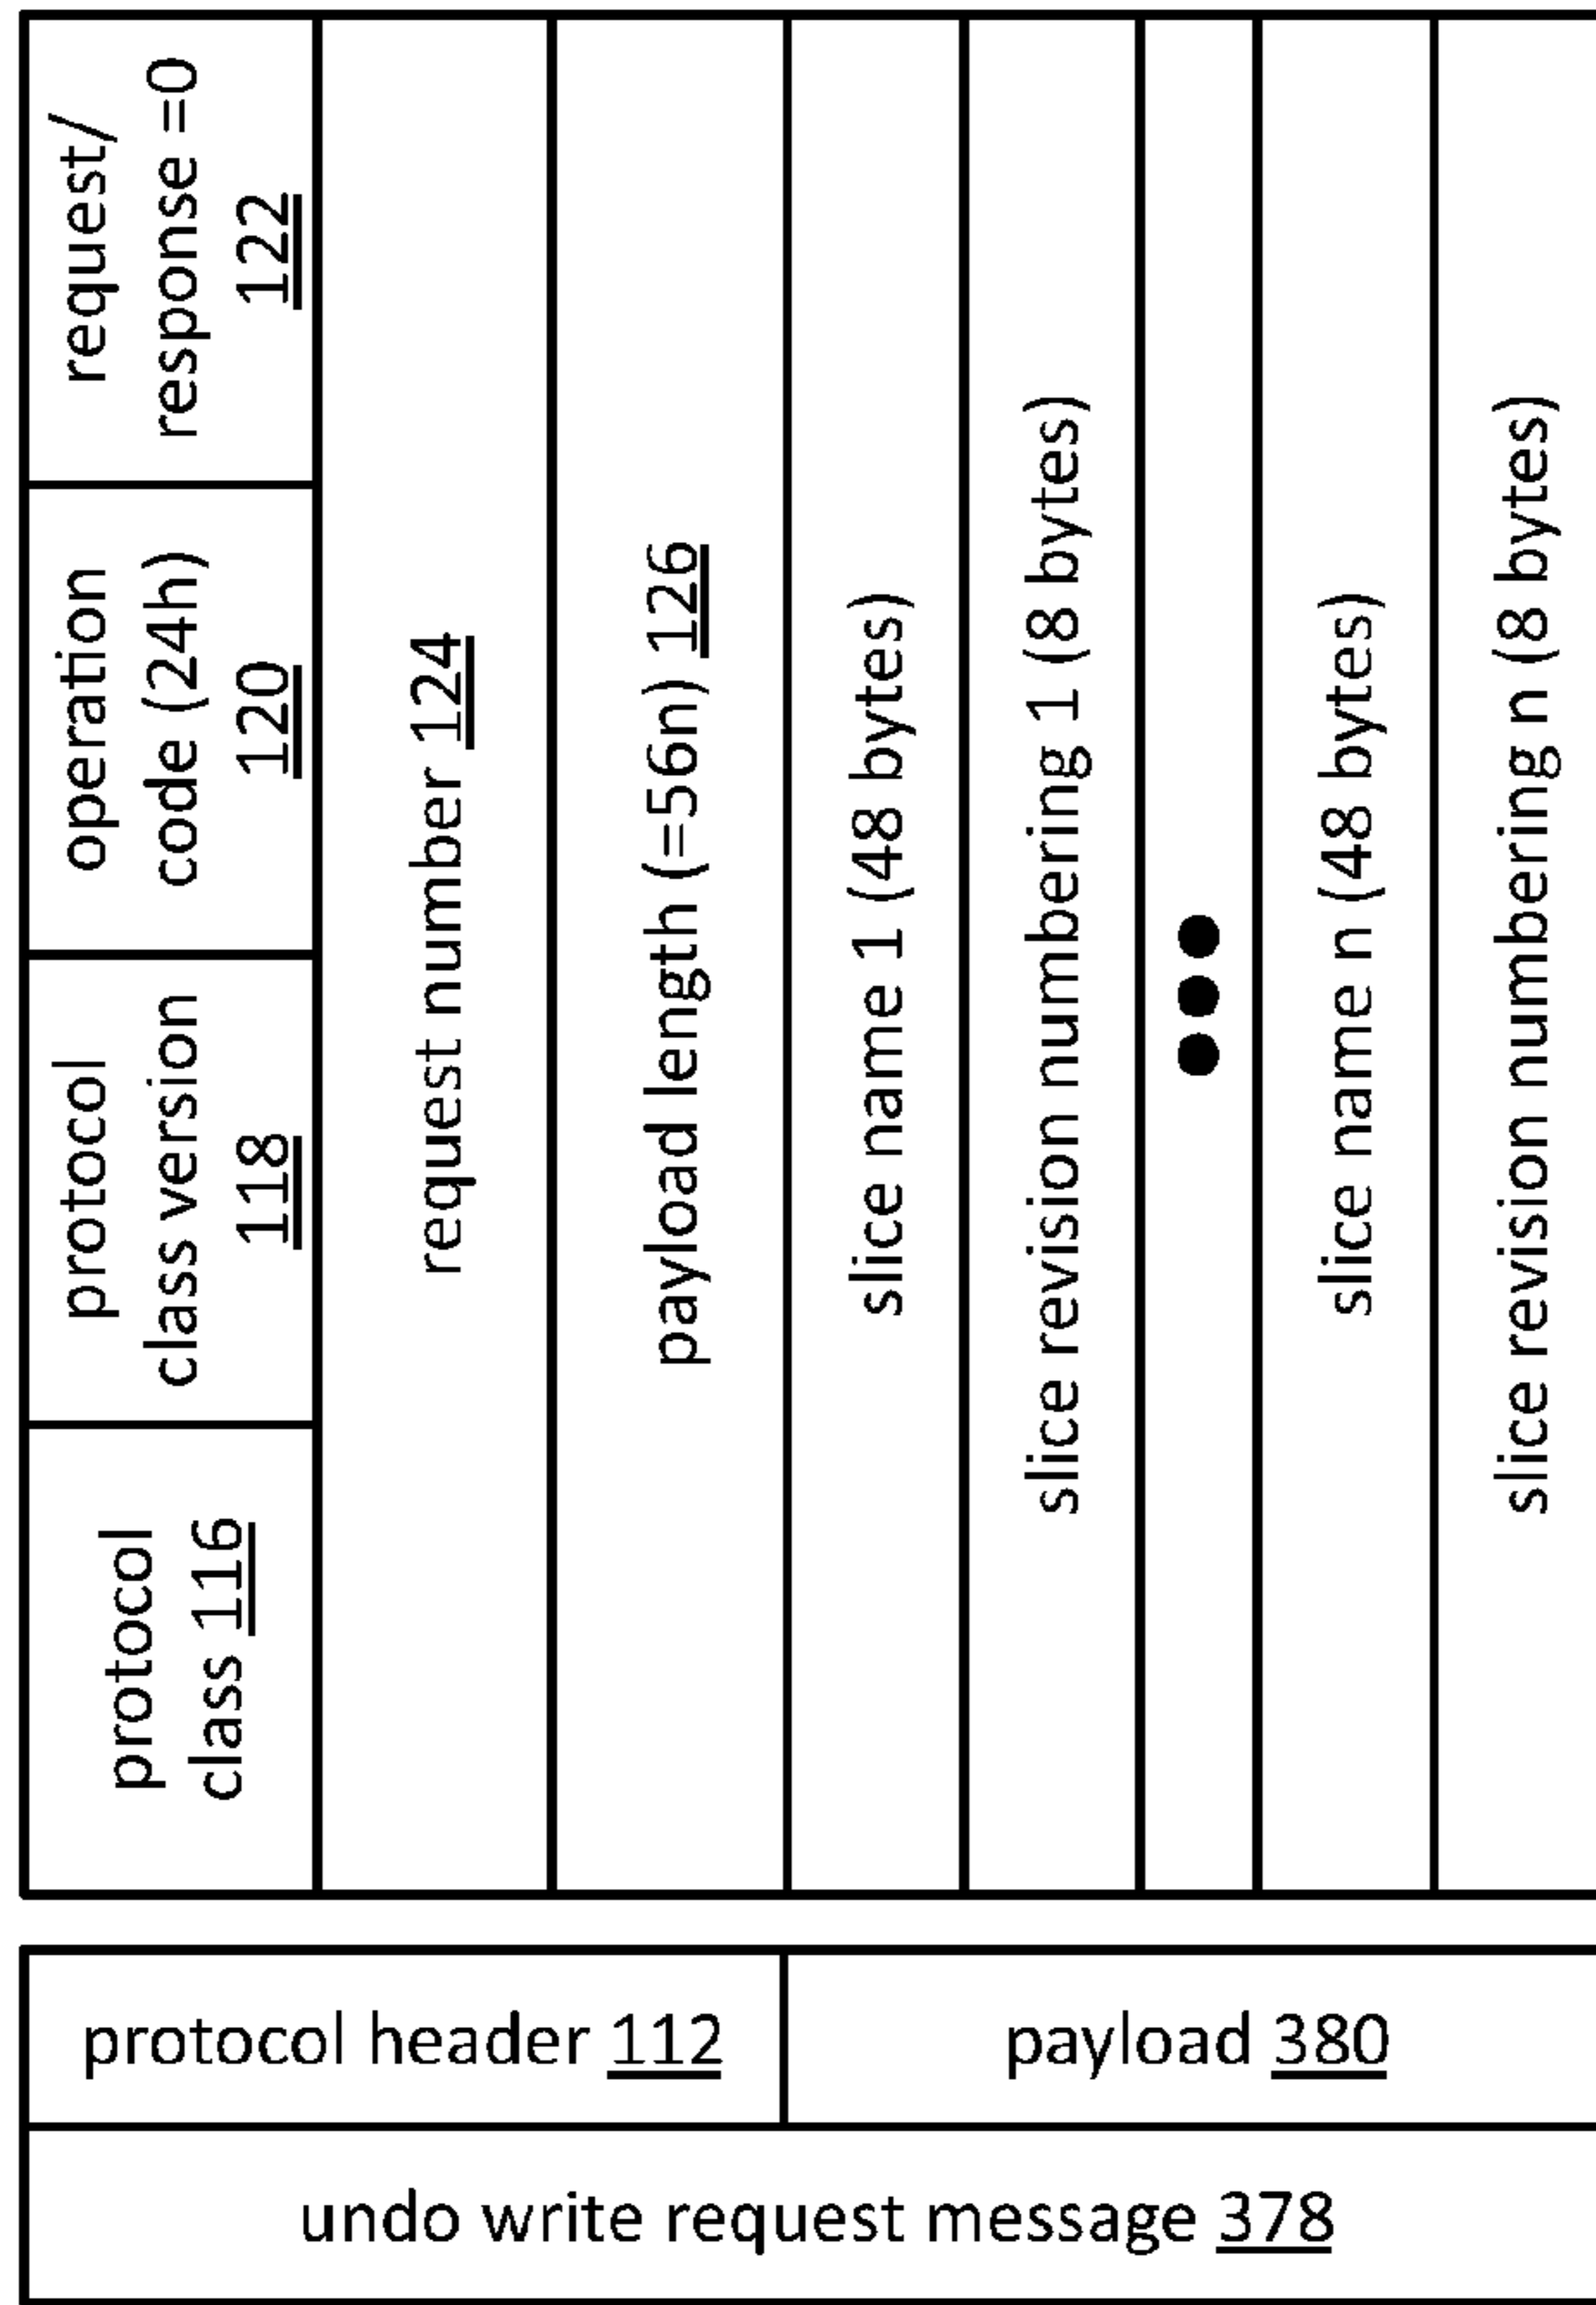 protocol
class 116
protocol
class version
118
operation
code (24h)
120
request/
response =0
122
request number 124
payload length (=56n) 126
slice name 1 (48 bytes)
slice revision numbering 1 (8 bytes)
●●●
slice name n (48 bytes)
slice revision numbering n (8 bytes)
protocol header 112
payload 380
undo write request message 378